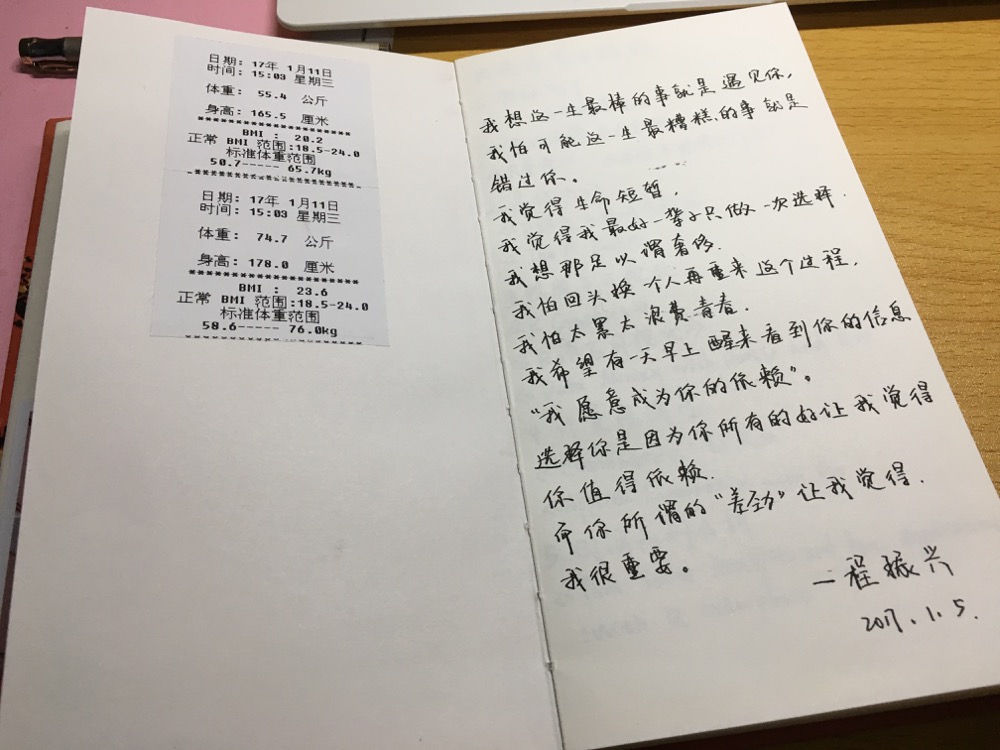 日期: 17年 1月11日
时间: 15:03 星期三
体重: 55.4 公斤
身高: 165.5 厘米
*********************
BMI : 20.2
正常 BMI 范围:18.5-24.0
标准体重范围
50.7----- 65.7kg
*********************
日期: 17年 1月11日
时间: 15:03 星期三
体重: 74.7 公斤
身高: 178.0 厘米
*********************
BMI : 23.6
正常 BMI 范围:18.5-24.0
标准体重范围
58.6----- 76.0kg
我想这一生最棒的事就是遇见你,
我怕可能这一生最糟糕的事就是
错过你。
我觉得生命短暂,
我觉得我最好一辈子只做一次选择.
我想那足以谓奢侈.
我怕回头换一个人再重来这个过程,
我怕太累太浪费青春.
我希望有一天早上醒来看到你的信息
“我愿意成为你的依赖”。
选择你是因为你所有的好让我觉得
你值得依赖.
而你所谓的“差劲”让我觉得.
我很重要。
—程振兴
2017.1.5.